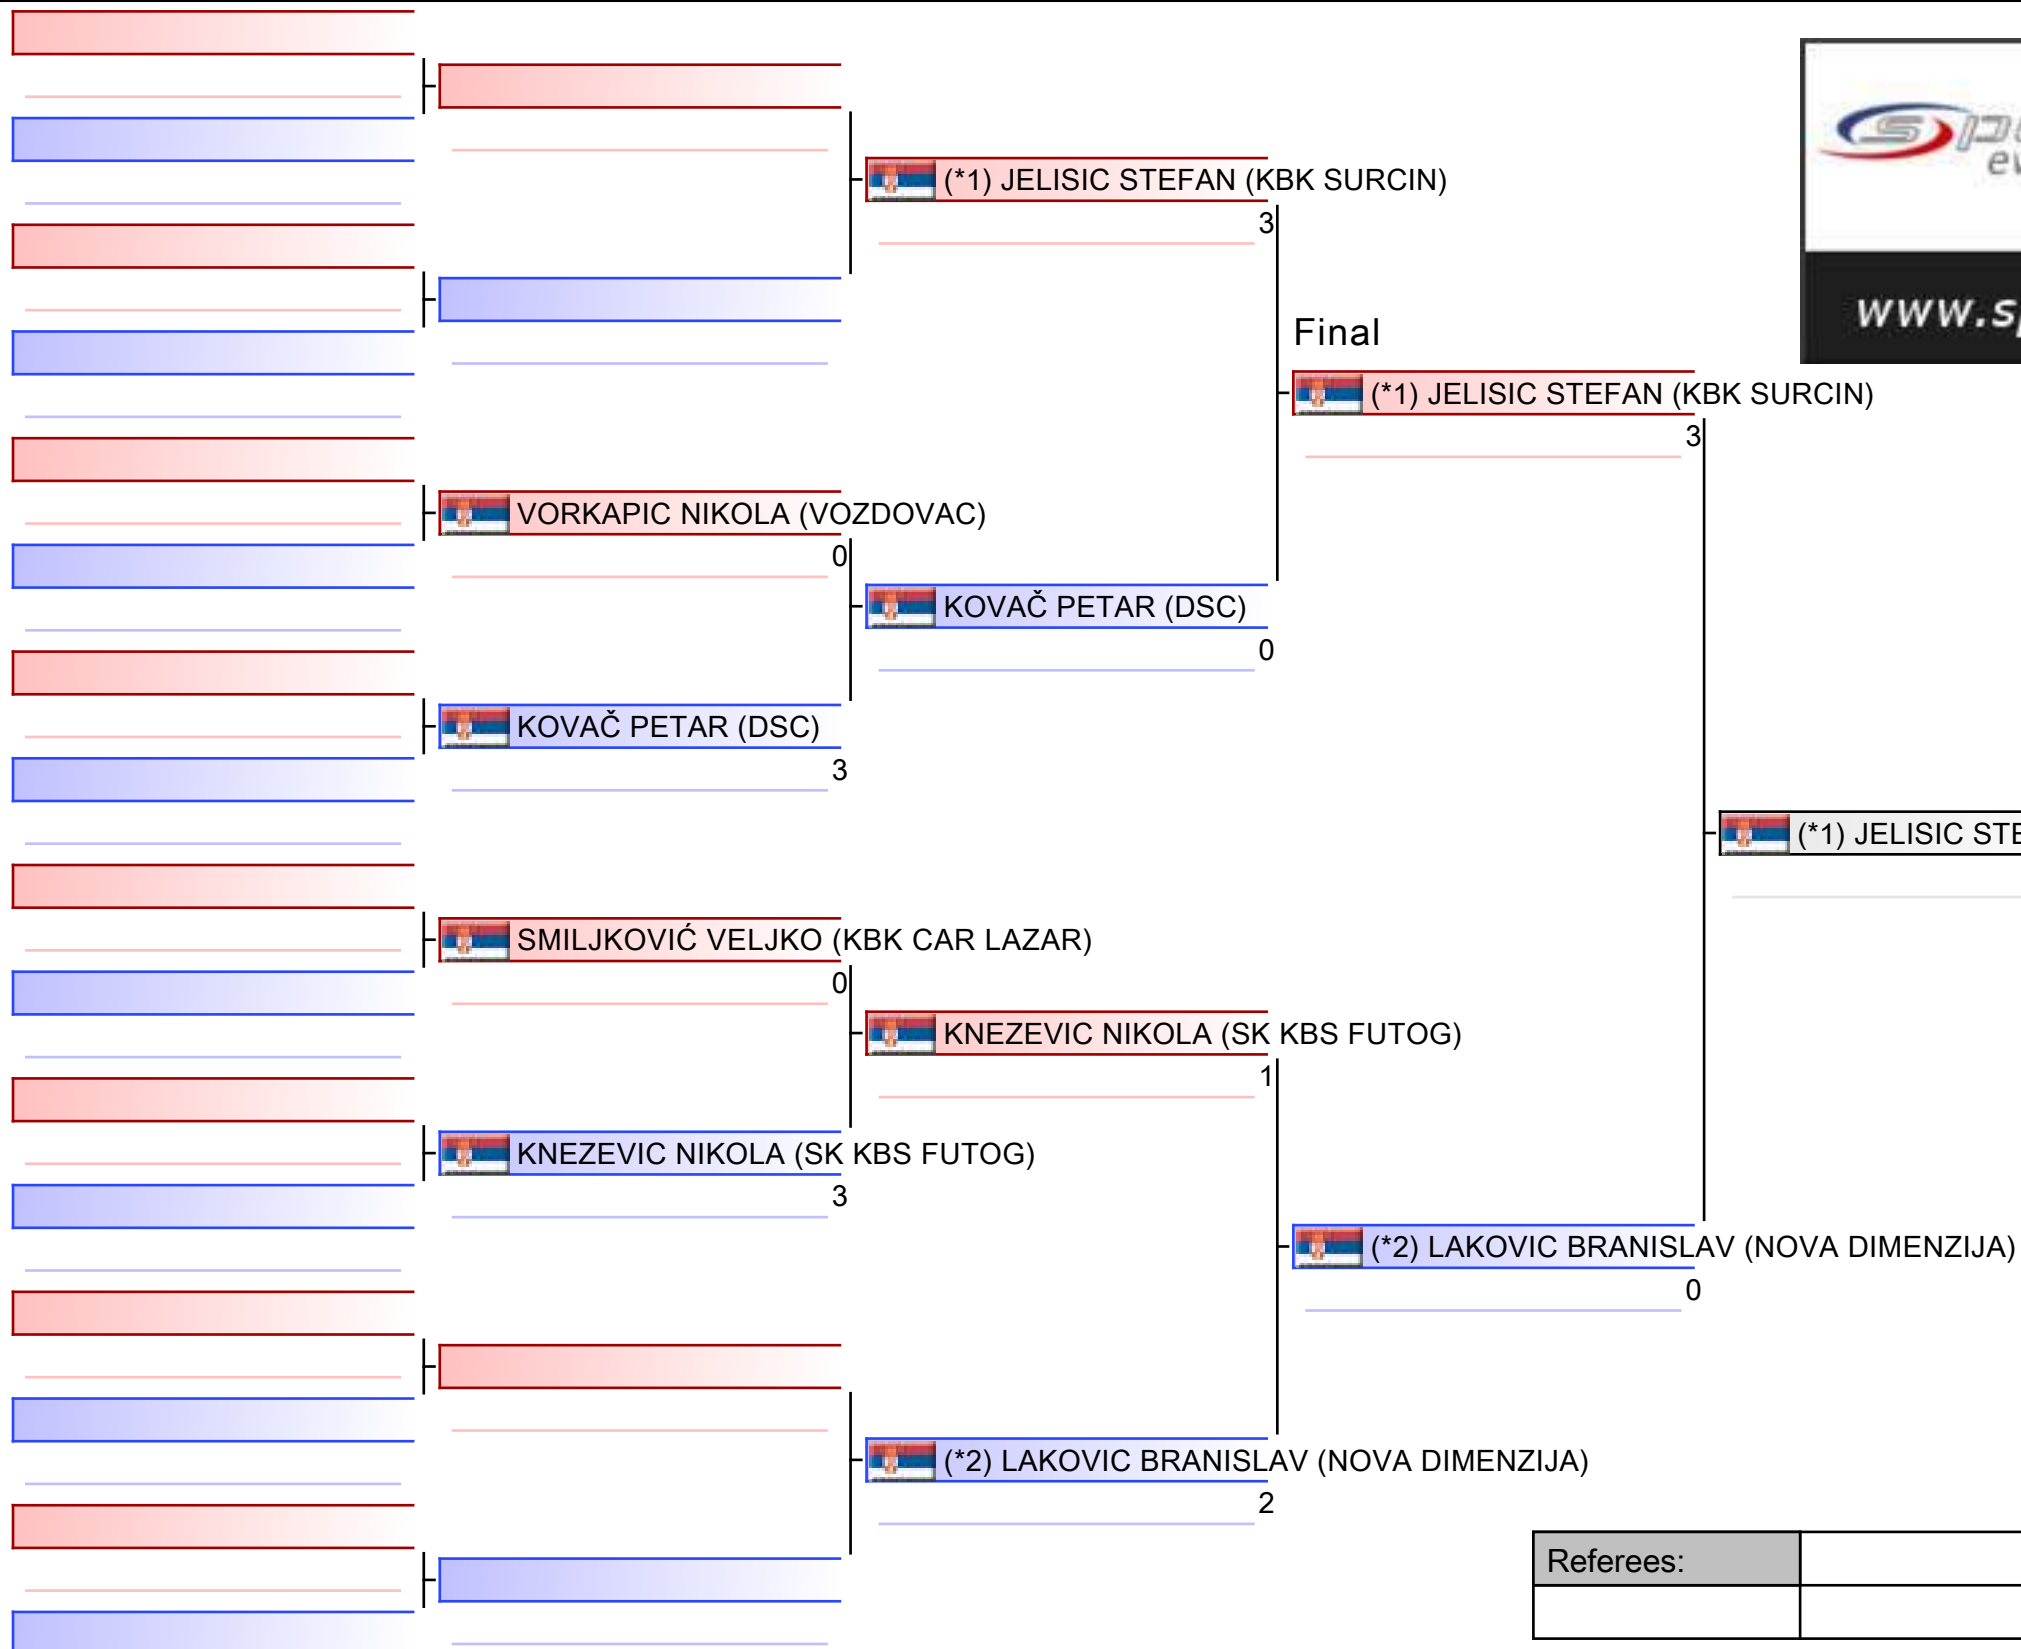 (*1) JELISIC STEFAN (KBK SURCIN)
3
Final
(*1) JELISIC STEFAN (KBK SURCIN)
3
VORKAPIC NIKOLA (VOZDOVAC)
0
KOVAČ PETAR (DSC)
0
KOVAČ PETAR (DSC)
3
(*1) JELISIC
SMILJKOVIĆ VELJKO (KBK CAR LAZAR)
0
KNEZEVIC NIKOLA (SK KBS FUTOG)
1
KNEZEVIC NIKOLA (SK KBS FUTOG)
3
(*2) LAKOVIC BRANISLAV (NOVA DIMENZIJA)
0
(*2) LAKOVIC BRANISLAV (NOVA DIMENZIJA)
2
Referees: